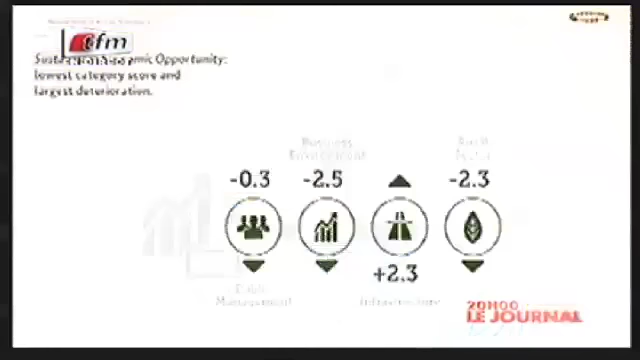 tfm
Economic Opportunity:
lowest category score and
largest deterioration.
Business
Environment
Rural
Sector
-0.3
-2.5
-2.3
+2.3
Public
Management
Infrastructure
20H00
LE JOURNAL